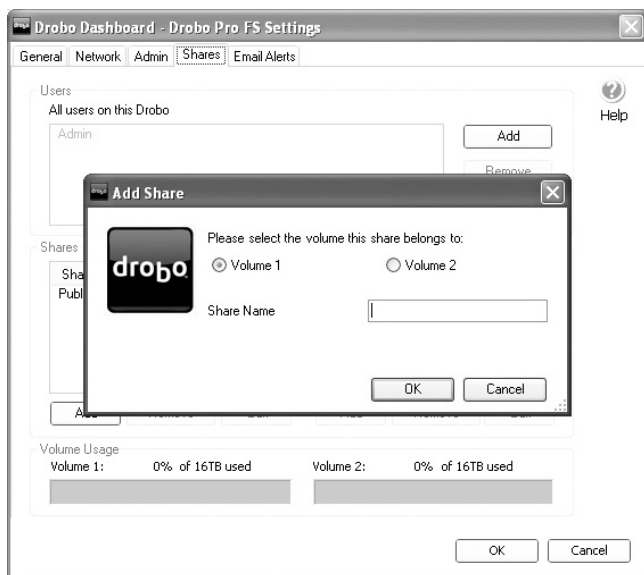 Drobo Dashboard - Drobo Pro FS Settings
General Network Admin Shares Email Alerts
Users
All users on this Drobo
Admin
Add
Remove
Help
Add Share
drobo
Please select the volume this share belongs to:
Volume 1 Volume 2
Share Name
OK Cancel
Shares
Volume Usage
Volume 1: 0% of 16TB used Volume 2: 0% of 16TB used
OK Cancel